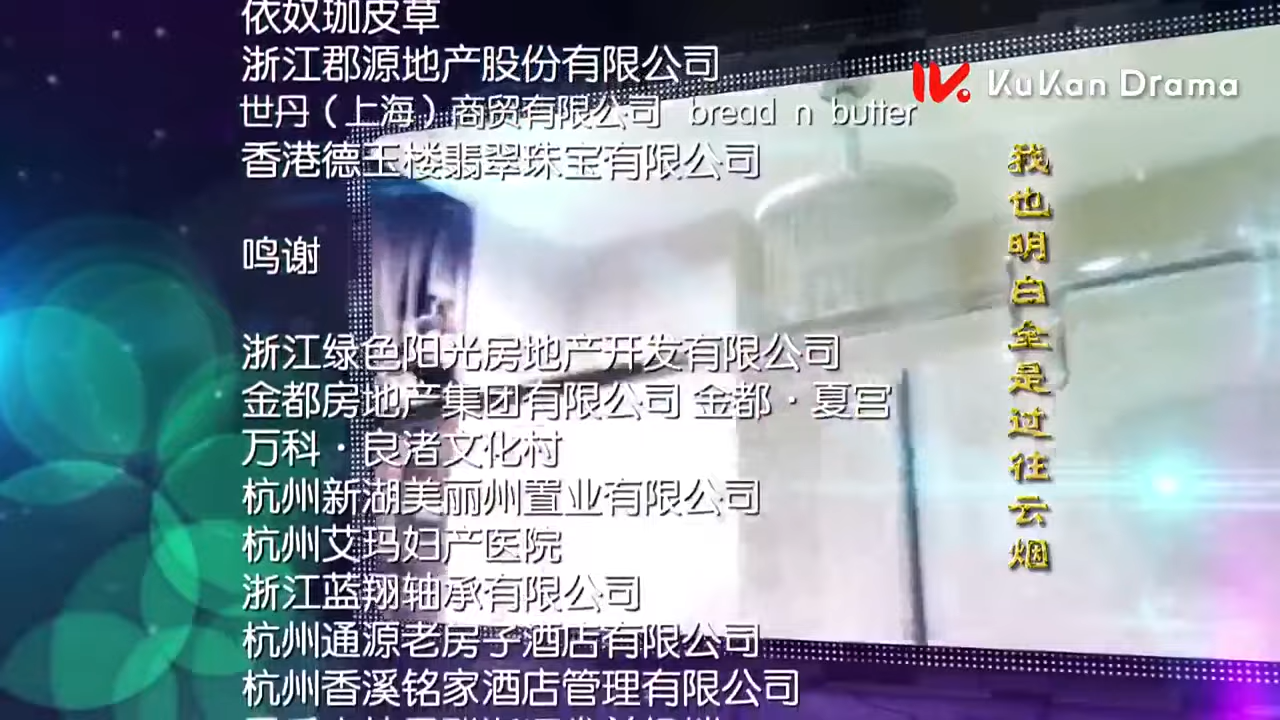 依奴珈皮草
浙江郡源地产股份有限公司
世丹（上海）商贸有限公司 bread n butter
香港德玉楼翡翠珠宝有限公司
鸣谢
浙江绿色阳光房地产开发有限公司
金都房地产集团有限公司 金都·夏宫
万科·良渚文化村
杭州新湖美丽州置业有限公司
杭州艾玛妇产医院
浙江蓝翔轴承有限公司
杭州通源老房子酒店有限公司
杭州香溪铭家酒店管理有限公司
KuKan Drama
我也明白全是过往云烟